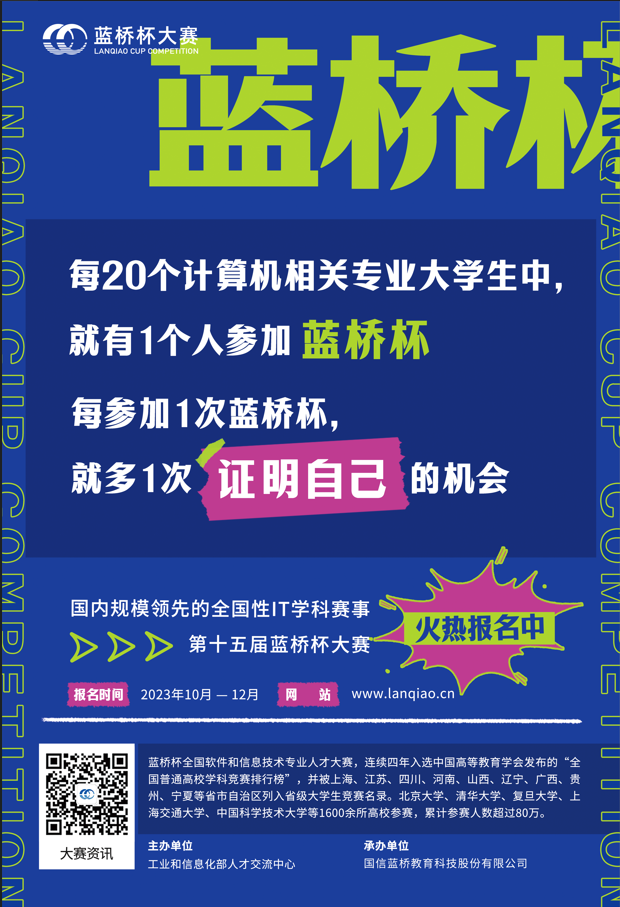 蓝桥杯大赛
LANQIAO CUP COMPETITION
蓝桥杯
每20个计算机相关专业大学生中，
就有1个人参加 蓝桥杯
每参加1次蓝桥杯，
就多1次 证明自己 的机会
国内规模领先的全国性IT学科赛事
第十五届蓝桥杯大赛
火热报名中
报名时间 2023年10月 — 12月 网 站 www.lanqiao.cn
蓝桥杯全国软件和信息技术专业人才大赛，连续四年入选中国高等教育学会发布的“全
国普通高校学科竞赛排行榜”，并被上海、江苏、四川、河南、山西、辽宁、广西、贵
州、宁夏等省市自治区列入省级大学生竞赛名录。北京大学、清华大学、复旦大学、上
海交通大学、中国科学技术大学等1600余所高校参赛，累计参赛人数超过80万。
大赛资讯
主办单位 承办单位
工业和信息化部人才交流中心 国信蓝桥教育科技股份有限公司
LANQIAO CUP COMPETITION
LANQIAO CUP COMPETITION